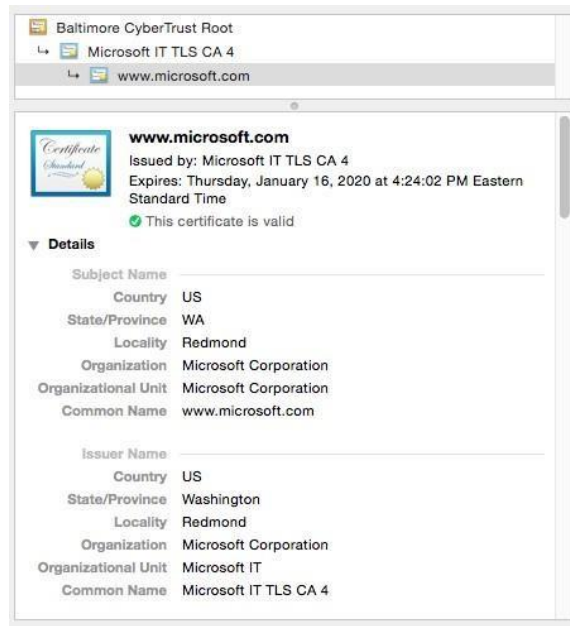 Baltimore CyberTrust Root
↳ Microsoft IT TLS CA 4
↳ www.microsoft.com
Certificate
Standard
www.microsoft.com
Issued by: Microsoft IT TLS CA 4
Expires: Thursday, January 16, 2020 at 4:24:02 PM Eastern
Standard Time
This certificate is valid
Details
Subject Name
Country US
State/Province WA
Locality Redmond
Organization Microsoft Corporation
Organizational Unit Microsoft Corporation
Common Name www.microsoft.com
Issuer Name
Country US
State/Province Washington
Locality Redmond
Organization Microsoft Corporation
Organizational Unit Microsoft IT
Common Name Microsoft IT TLS CA 4